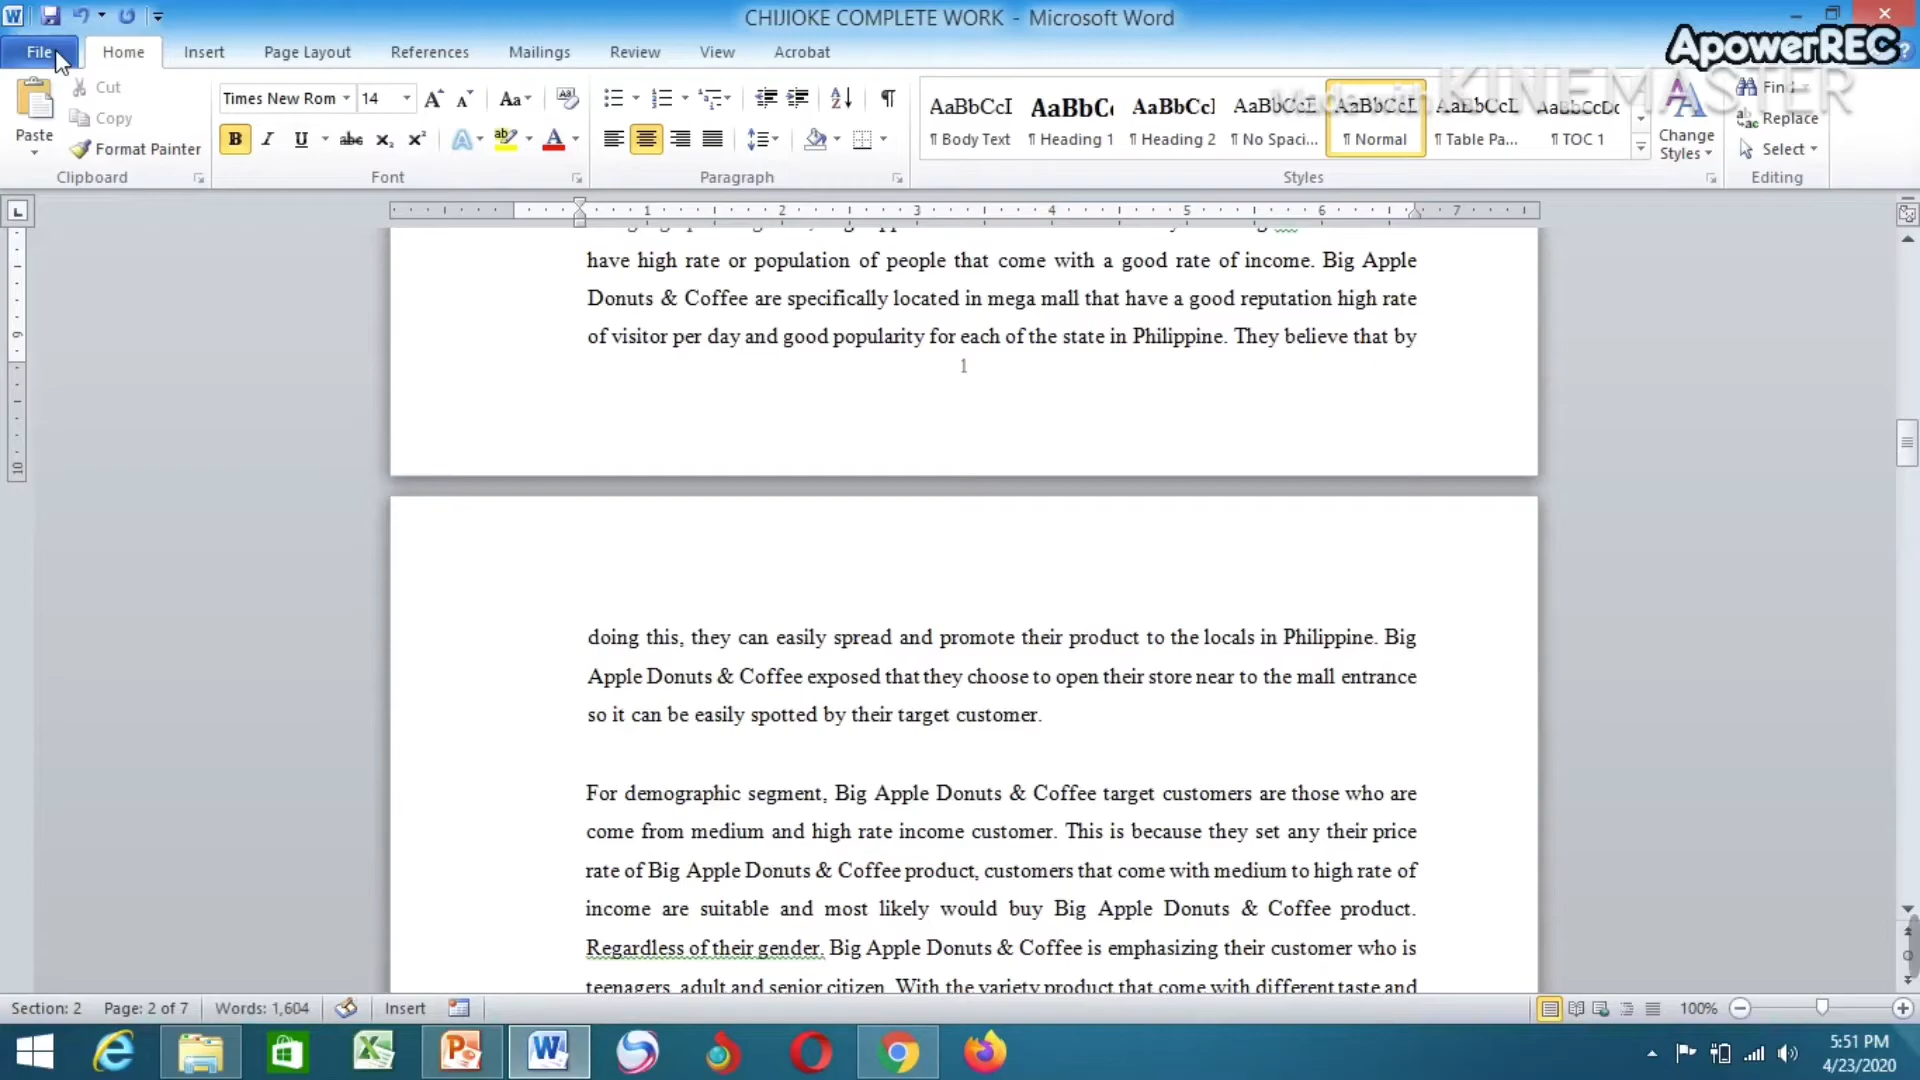 CHIJIOKE COMPLETE WORK - Microsoft Word
ApowerREC
File Home Insert Page Layout References Mailings Review View Acrobat
Made with KINEMASTER
Cut
Copy
Format Painter
Paste
Clipboard
Times New Rom 14
Font
Paragraph
AaBbCcI AaBbC AaBbCcI AaBbCcI AaBbCcI AaBbCcL AaBbCcDc
¶ Body Text ¶ Heading 1 ¶ Heading 2 ¶ No Spaci... ¶ Normal ¶ Table Pa... ¶ TOC 1
Styles
Change
Styles
Find
Replace
Select
Editing
1 2 3 4 5 6 7
9
10
have high rate or population of people that come with a good rate of income. Big Apple
Donuts & Coffee are specifically located in mega mall that have a good reputation high rate
of visitor per day and good popularity for each of the state in Philippine. They believe that by
1
doing this, they can easily spread and promote their product to the locals in Philippine. Big
Apple Donuts & Coffee exposed that they choose to open their store near to the mall entrance
so it can be easily spotted by their target customer.
For demographic segment, Big Apple Donuts & Coffee target customers are those who are
come from medium and high rate income customer. This is because they set any their price
rate of Big Apple Donuts & Coffee product, customers that come with medium to high rate of
income are suitable and most likely would buy Big Apple Donuts & Coffee product.
Regardless of their gender. Big Apple Donuts & Coffee is emphasizing their customer who is
teenagers, adult and senior citizen. With the variety product that come with different taste and
Section: 2 Page: 2 of 7 Words: 1,604 Insert 100%
5:51 PM
4/23/2020